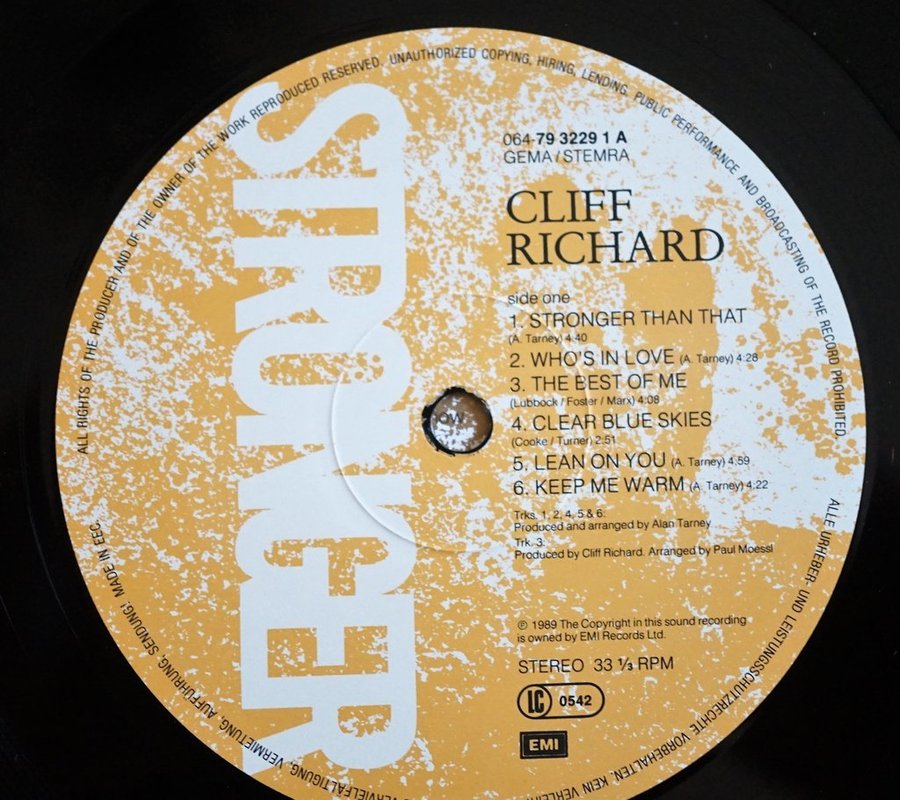 ALL RIGHTS OF THE PRODUCER AND OF THE OWNER OF THE WORK REPRODUCED RESERVED. UNAUTHORIZED COPYING, HIRING, LENDING, PUBLIC PERFORMANCE AND BROADCASTING OF THE RECORD PROHIBITED.
STRONGER
064-79 3229 1 A
GEMA / STEMRA
CLIFF
RICHARD
side one
1. STRONGER THAN THAT
(A. Tarney) 4.40
2. WHO'S IN LOVE (A. Tarney) 4:28
3. THE BEST OF ME
(Lubbock / Foster / Marx) 4:08
4. CLEAR BLUE SKIES
(Cooke / Turner) 2:51
5. LEAN ON YOU (A. Tarney) 4.59
6. KEEP ME WARM (A. Tarney) 4:22
Trks. 1, 2, 4, 5 & 6:
Produced and arranged by Alan Tarney
Trk. 3:
Produced by Cliff Richard. Arranged by Paul Moessl
℗ 1989 The Copyright in this sound recording
is owned by EMI Records Ltd.
STEREO 33 ⅓ RPM
LC 0542
EMI
ALLE URHEBER- UND LEISTUNGSSCHUTZRECHTE VORBEHALTEN. KEIN VERLEIH
VERVIELFÄLTIGUNG, VERMIETUNG, AUFFÜHRUNG, SENDUNG! MADE IN EEC.